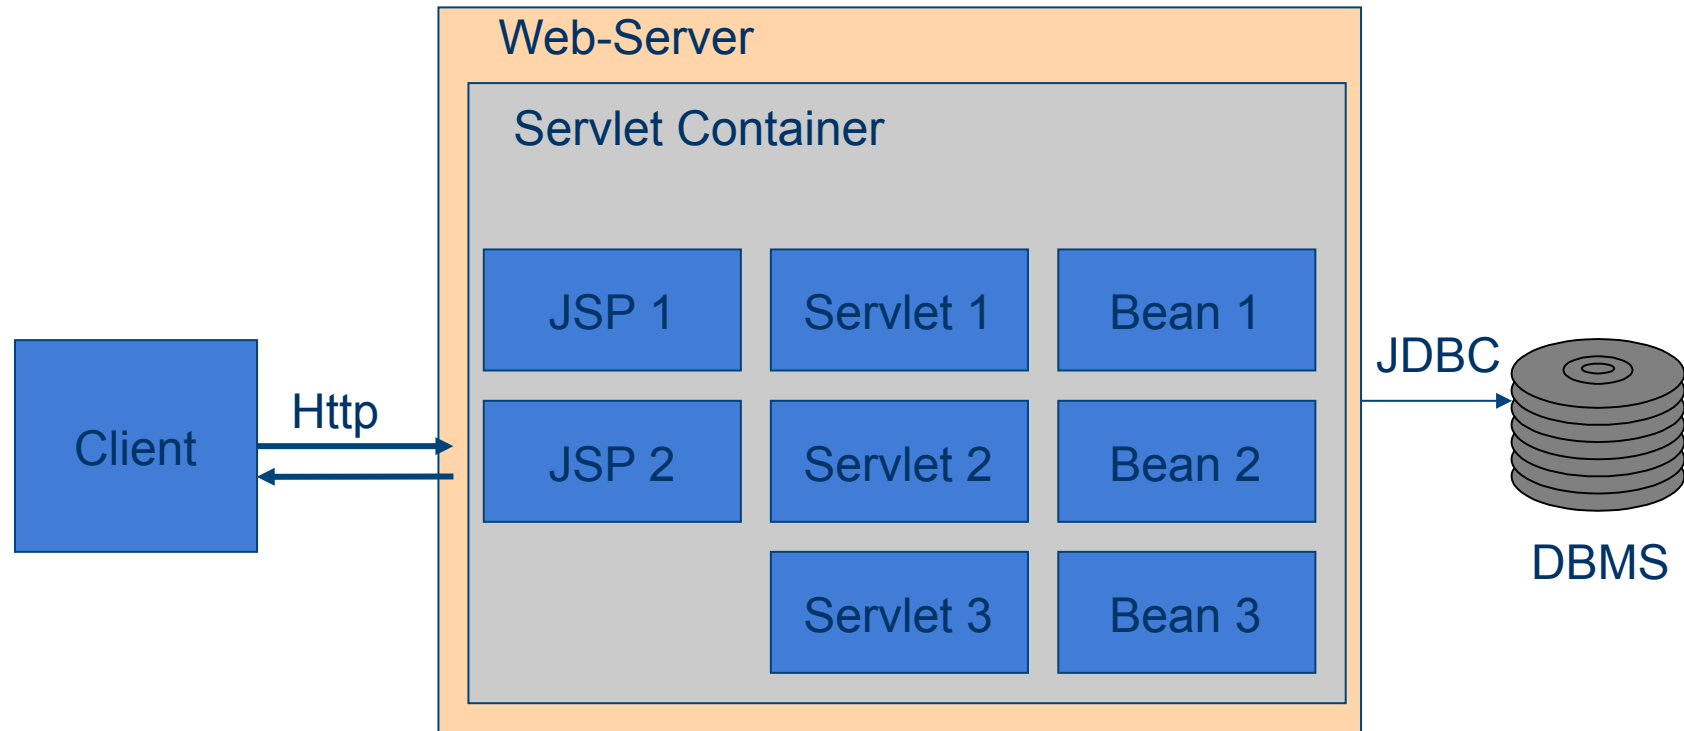 Web-Server
Servlet Container
JSP 1
Servlet 1
Bean 1
JDBC
Http
Client
JSP 2
Servlet 2
Bean 2
DBMS
Servlet 3
Bean 3